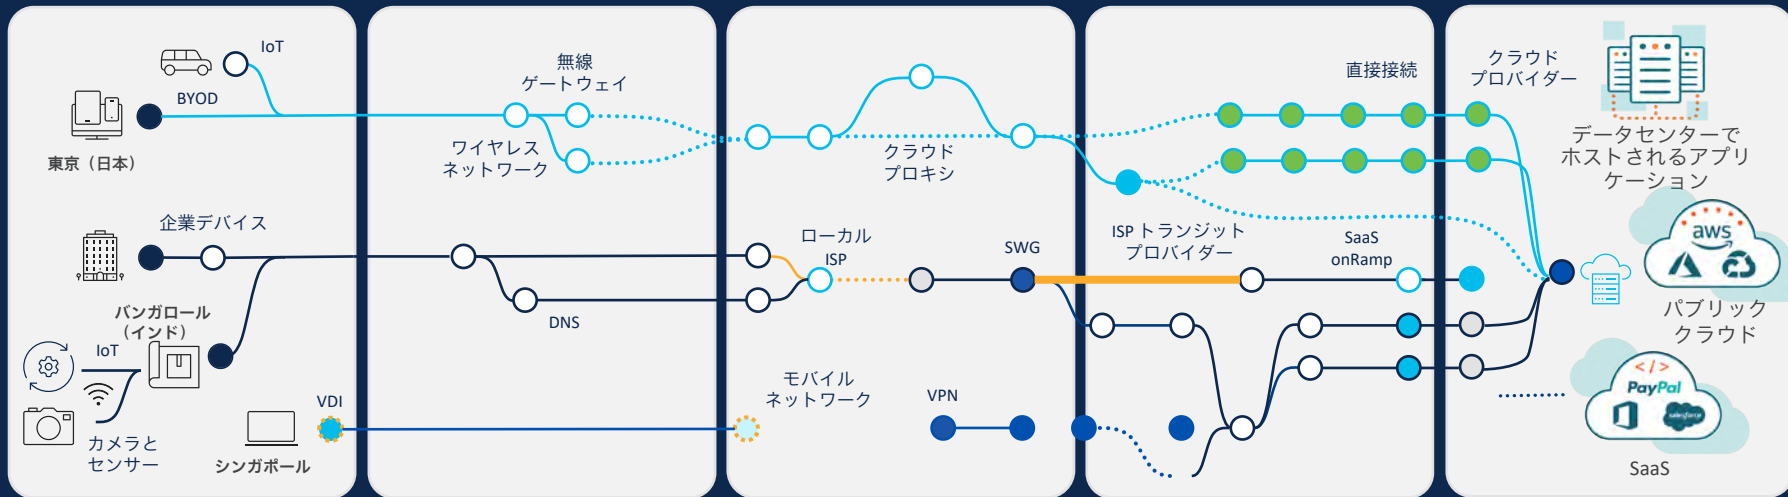 IoT
BYOD
東京（日本）
企業デバイス
バンガロール
（インド）
IoT
カメラと
センサー
VDI
シンガポール
無線
ゲートウェイ
ワイヤレス
ネットワーク
DNS
クラウド
プロキシ
ローカル
ISP
SWG
モバイル
ネットワーク
VPN
直接接続
ISP トランジット
プロバイダー
SaaS
onRamp
クラウド
プロバイダー
データセンターで
ホストされるアプリ
ケーション
aws
パブリック
クラウド
</>
PayPal
salesforce
SaaS